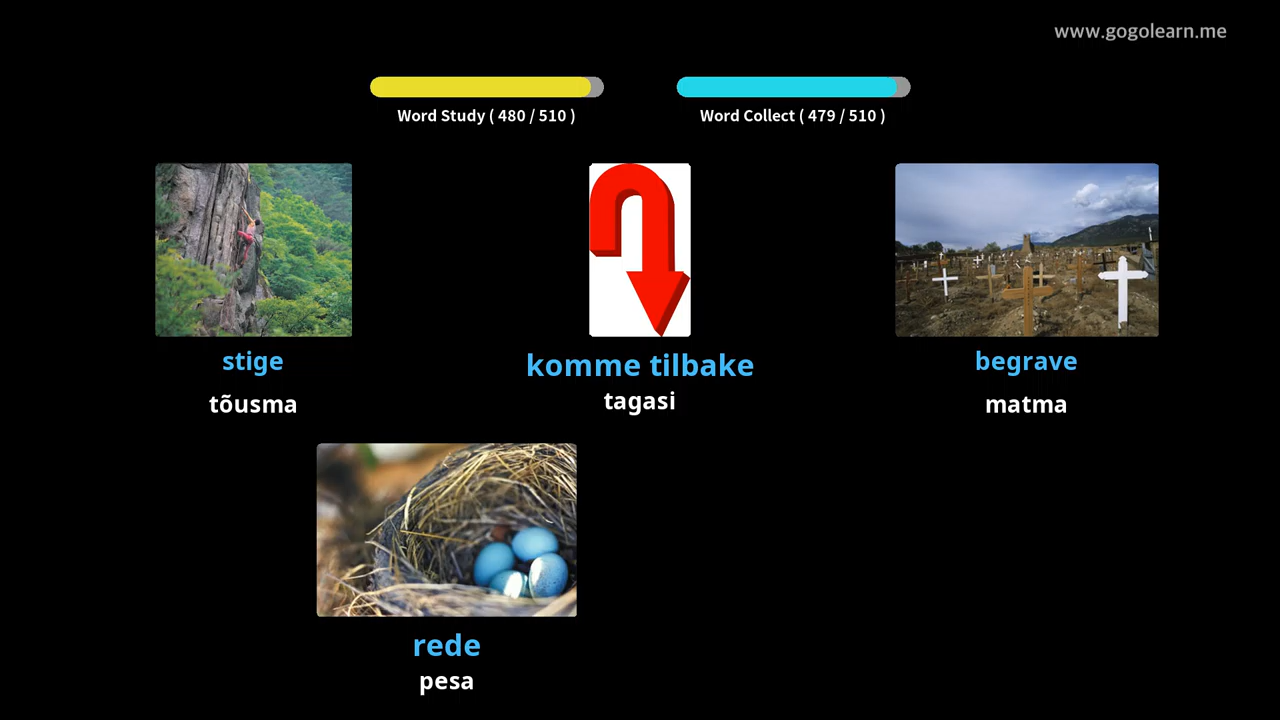 www.gogolearn.me
Word Study ( 480 / 510 )
Word Collect ( 479 / 510 )
stige
tõusma
komme tilbake
tagasi
begrave
matma
rede
pesa